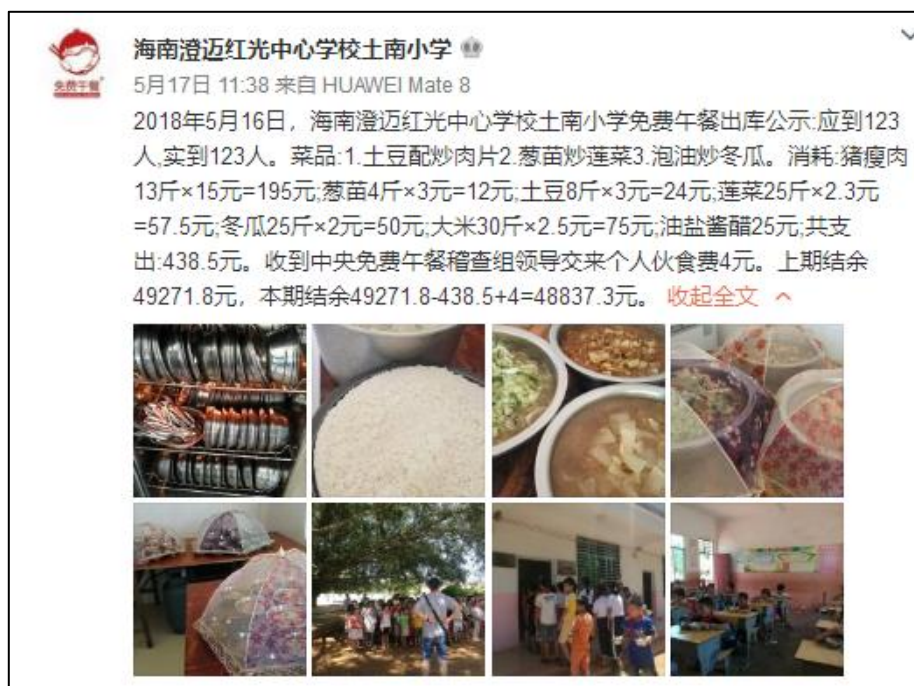 海南澄迈红光中心学校土南小学
免费午餐
5月17日 11:38 来自 HUAWEI Mate 8
2018年5月16日，海南澄迈红光中心学校土南小学免费午餐出库公示:应到123
人,实到123人。菜品:1.土豆配炒肉片2.葱苗炒莲菜3.泡油炒冬瓜。消耗:猪瘦肉
13斤×15元=195元;葱苗4斤×3元=12元;土豆8斤×3元=24元;莲菜25斤×2.3元
=57.5元;冬瓜25斤×2元=50元;大米30斤×2.5元=75元;油盐酱醋25元;共支
出:438.5元。收到中央免费午餐稽查组领导交来个人伙食费4元。上期结余
49271.8元，本期结余49271.8-438.5+4=48837.3元。 收起全文